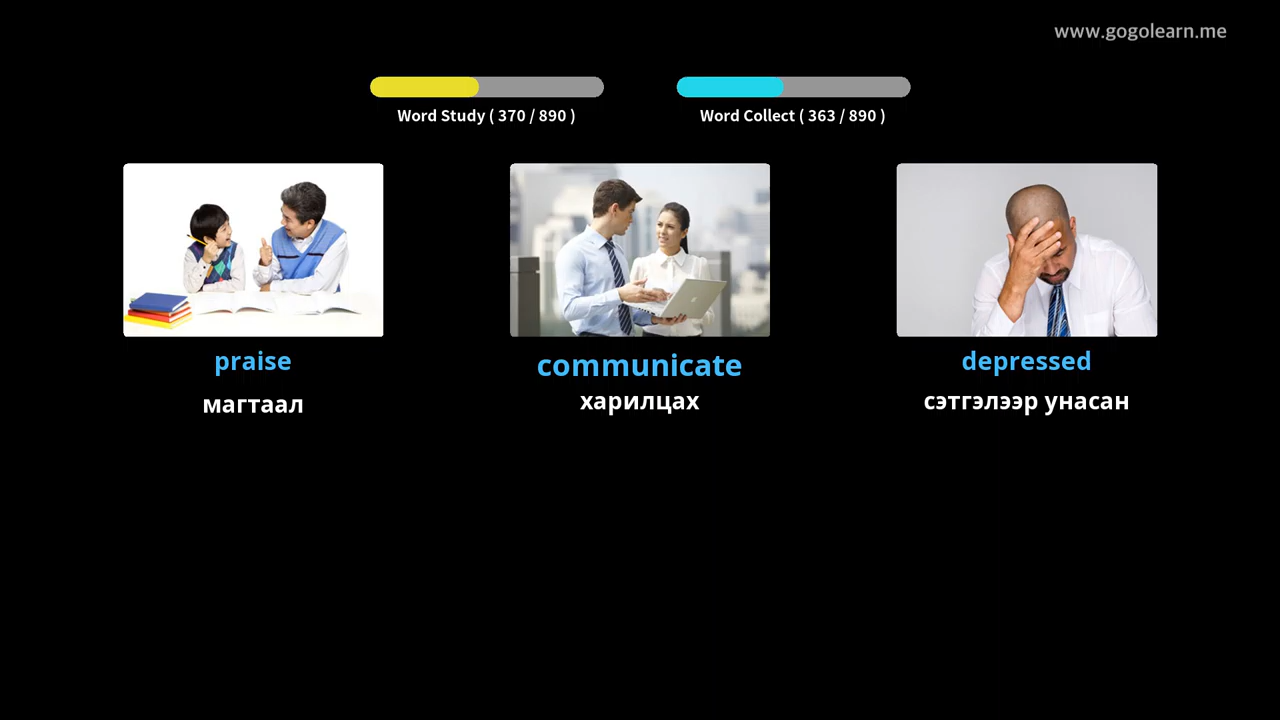 www.gogolearn.me
Word Study ( 370 / 890 )
Word Collect ( 363 / 890 )
praise
communicate
depressed
магтаал
харилцах
сэтгэлээр унасан